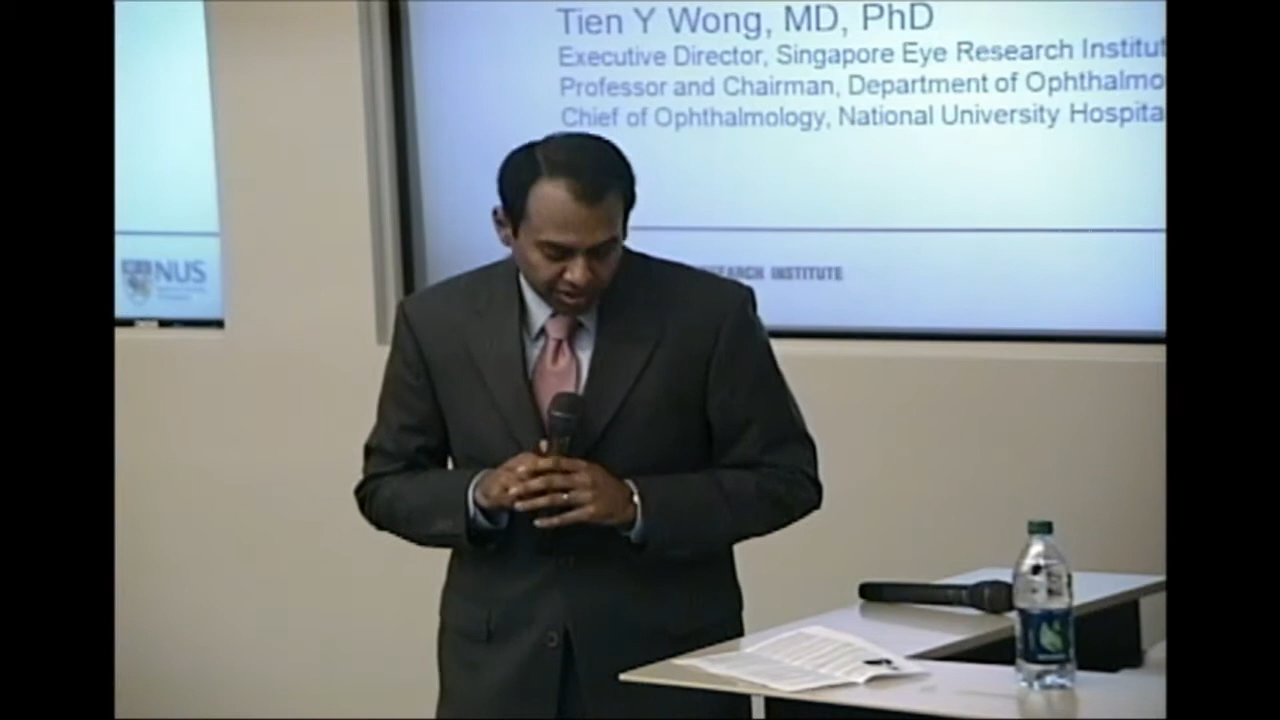 Tien Y Wong, MD, PhD
Executive Director, Singapore Eye Research Institut
Professor and Chairman, Department of Ophthalmo
Chief of Ophthalmology, National University Hospita
NUS
INSTITUTE